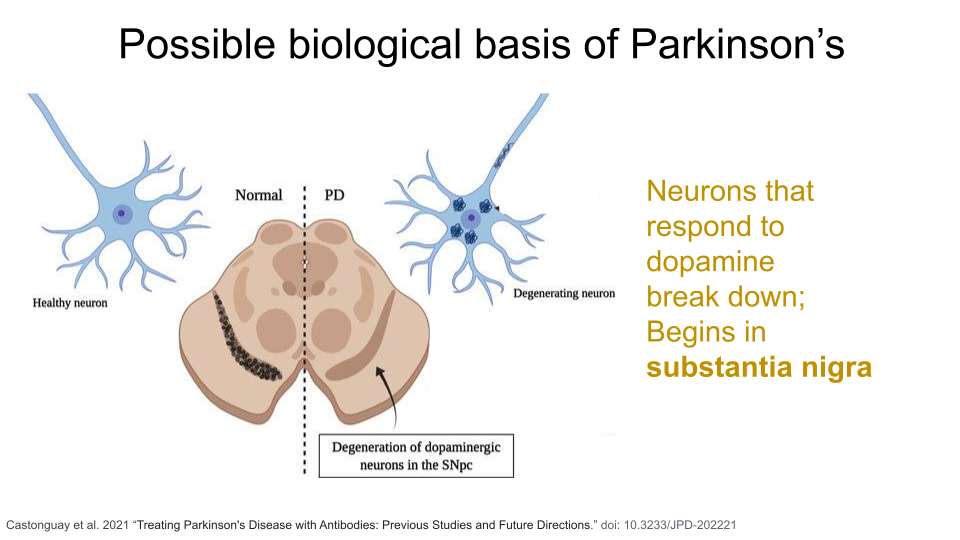 Possible biological basis of Parkinson’s
Normal
PD
Healthy neuron
Degenerating neuron
Degeneration of dopaminergic
neurons in the SNpc
Neurons that
respond to
dopamine
break down;
Begins in
substantia nigra
Castonguay et al. 2021 “Treating Parkinson's Disease with Antibodies: Previous Studies and Future Directions.” doi: 10.3233/JPD-202221